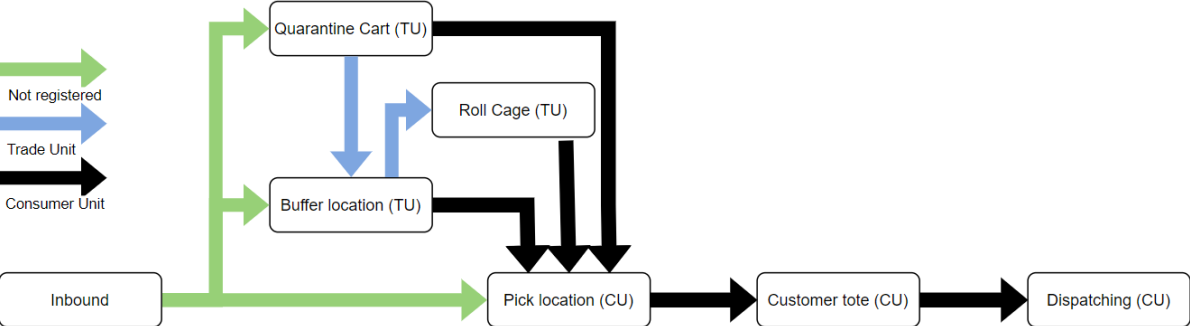 Quarantine Cart (TU)
Not registered
Roll Cage (TU)
Trade Unit
Consumer Unit
Buffer location (TU)
Inbound
Pick location (CU)
Customer tote (CU)
Dispatching (CU)